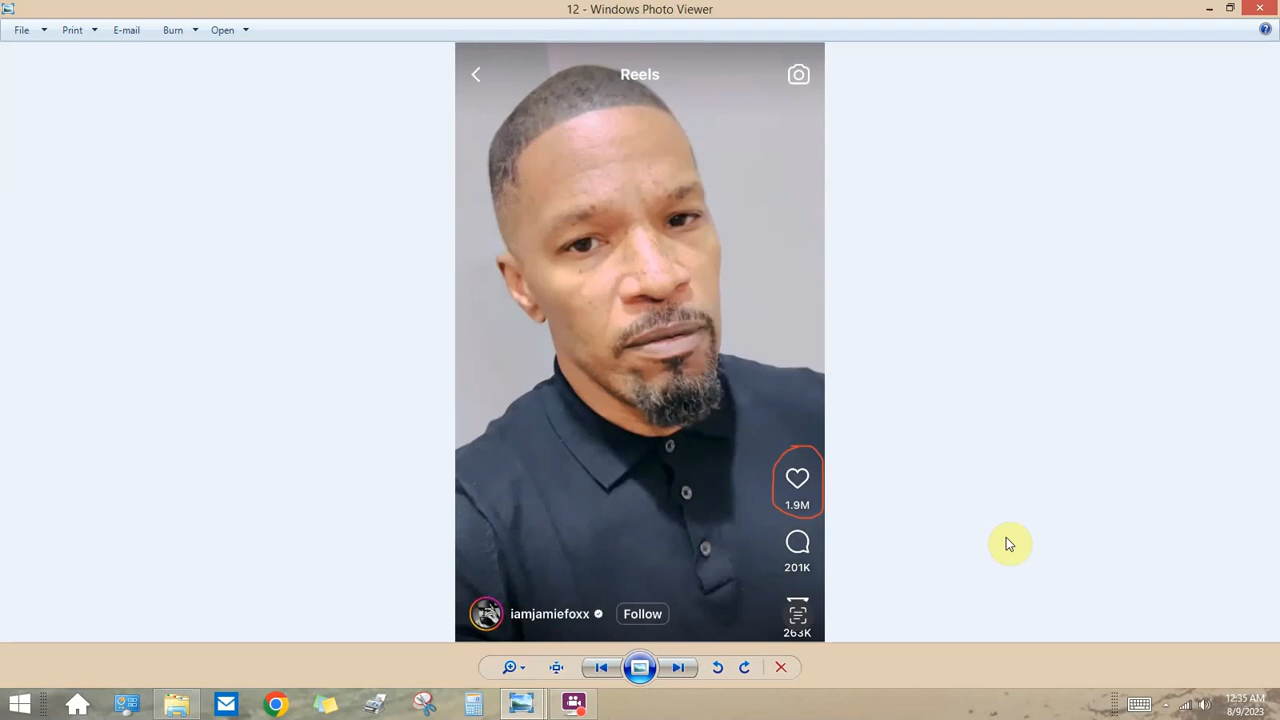 12 - Windows Photo Viewer
File Print E-mail Burn Open
Reels
1.9M
201K
iamjamiefoxx Follow
263K
12:35 AM
8/9/2023